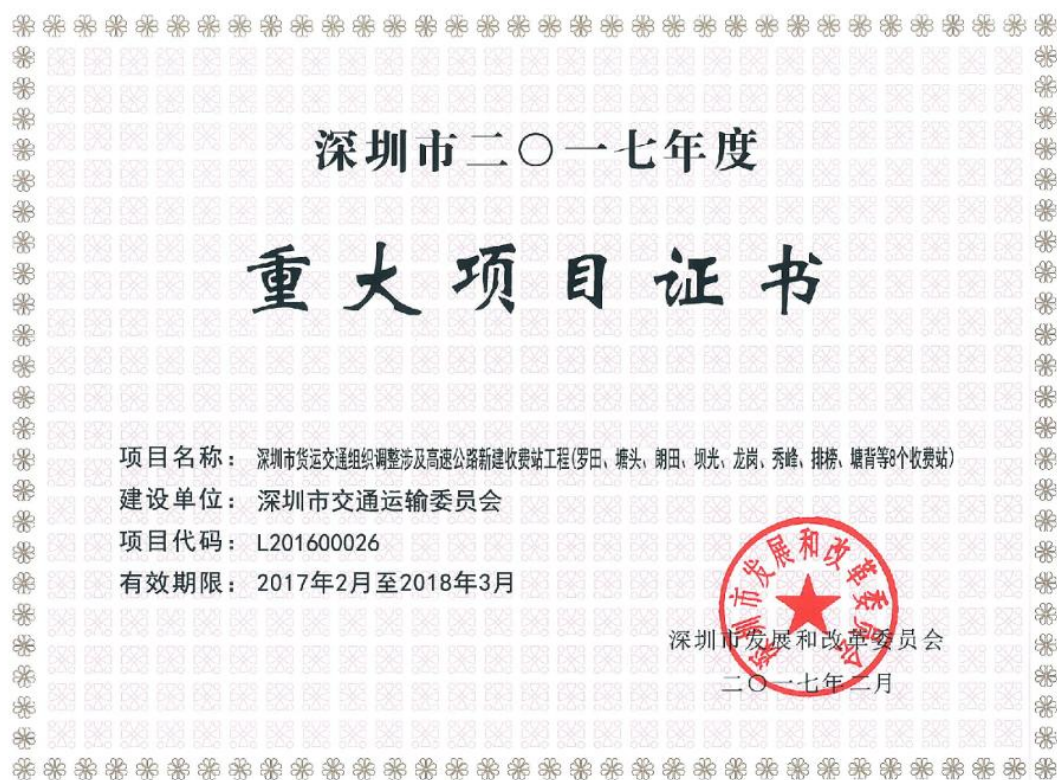 深圳市二〇一七年度
重大项目证书
项目名称：深圳市货运交通组织调整涉及高速公路新建收费站工程(罗田、塘头、朗田、坝光、龙岗、秀峰、排榜、塘背等8个收费站)
建设单位：深圳市交通运输委员会
项目代码：L201600026
有效期限：2017年2月至2018年3月
深圳市发展和改革委员会
深圳市发展和改革委员会
二〇一七年二月